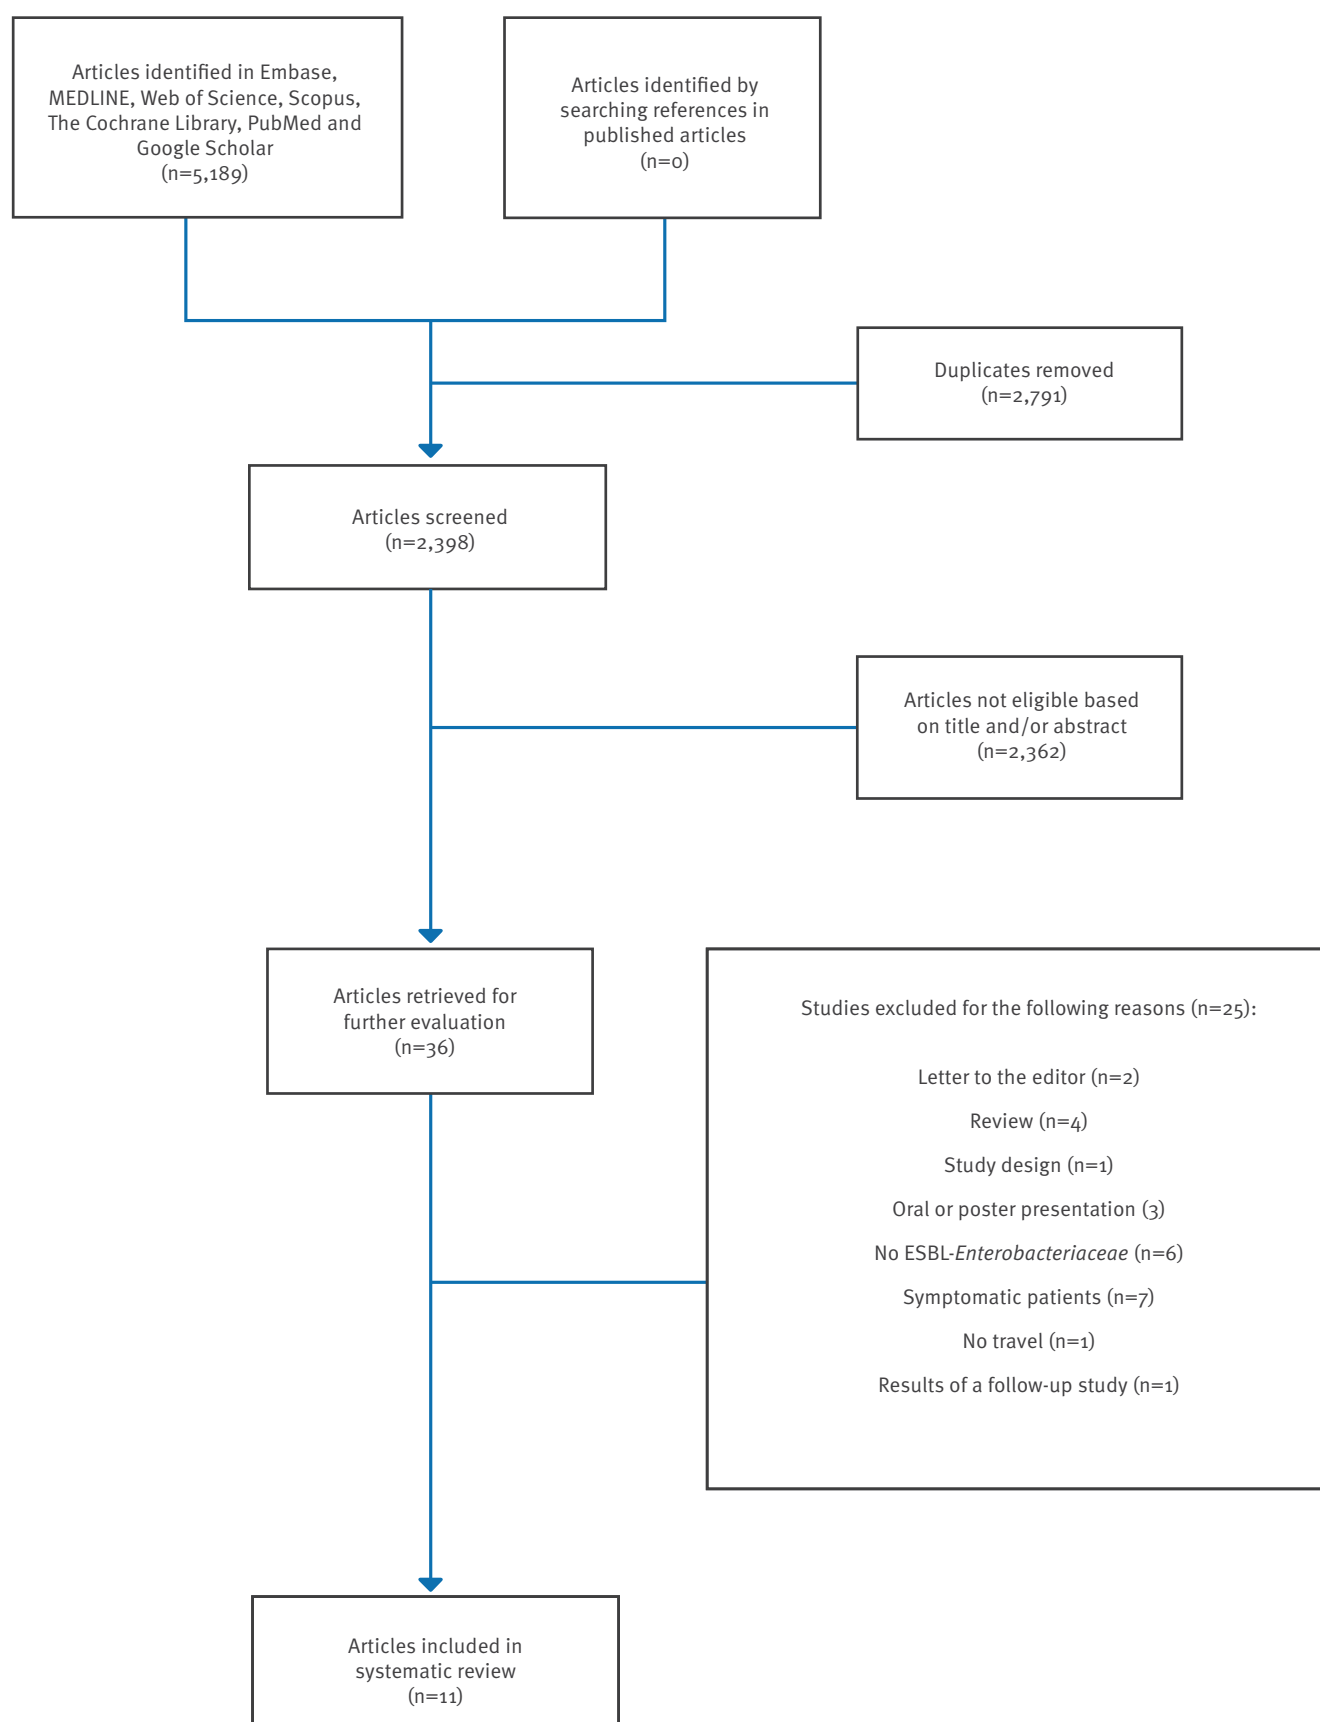 Articles identified in Embase,
MEDLINE, Web of Science, Scopus,
The Cochrane Library, PubMed and
Google Scholar
(n=5,189)
Articles identified by
searching references in
published articles
(n=0)
Duplicates removed
(n=2,791)
Articles screened
(n=2,398)
Articles not eligible based
on title and/or abstract
(n=2,362)
Articles retrieved for
further evaluation
(n=36)
Studies excluded for the following reasons (n=25):
Letter to the editor (n=2)
Review (n=4)
Study design (n=1)
Oral or poster presentation (3)
No ESBL-Enterobacteriaceae (n=6)
Symptomatic patients (n=7)
No travel (n=1)
Results of a follow-up study (n=1)
Articles included in
systematic review
(n=11)